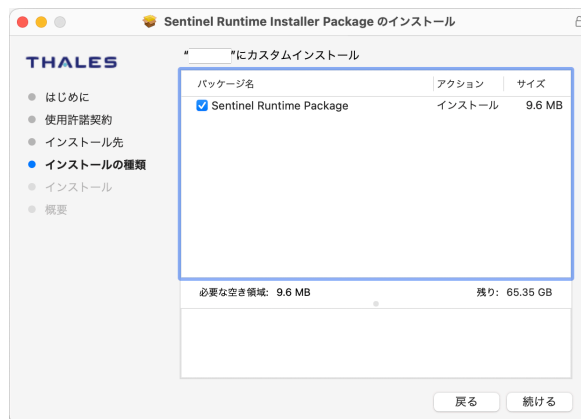 Sentinel Runtime Installer Package のインストール
THALES
はじめに
使用許諾契約
インストール先
インストールの種類
インストール
概要
“ ”にカスタムインストール
パッケージ名 アクション サイズ
Sentinel Runtime Package インストール 9.6 MB
必要な空き領域: 9.6 MB 残り: 65.35 GB
戻る 続ける